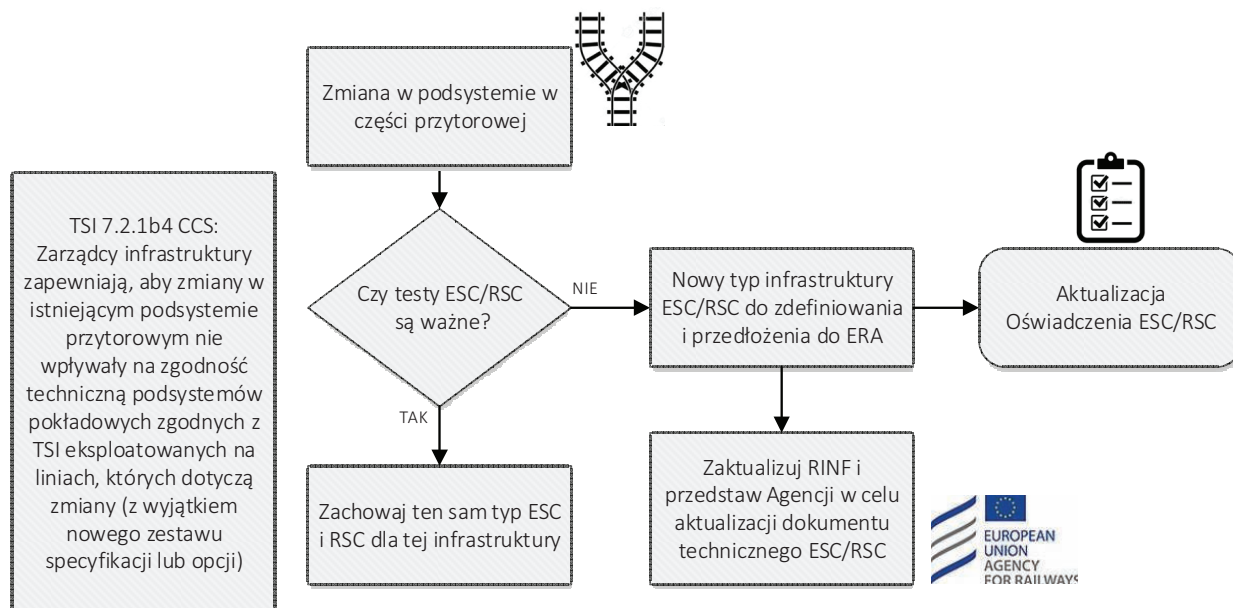 Zmiana w podsystemie w
części przytorowej
TSI 7.2.1b4 CCS:
Zarządcy infrastruktury
zapewniają, aby zmiany w
istniejącym podsystemie
przytorowym nie
wpływały na zgodność
techniczną podsystemów
pokładowych zgodnych z
TSI eksploatowanych na
liniach, których dotyczą
zmiany (z wyjątkiem
nowego zestawu
specyfikacji lub opcji)
Czy testy ESC/RSC
są ważne?
NIE
Nowy typ infrastruktury
ESC/RSC do zdefiniowania
i przedłożenia do ERA
Aktualizacja
Oświadczenia ESC/RSC
TAK
Zachowaj ten sam typ ESC
i RSC dla tej infrastruktury
Zaktualizuj RINF i
przedstaw Agencji w celu
aktualizacji dokumentu
technicznego ESC/RSC
EUROPEAN
UNION
AGENCY
FOR RAILWAYS